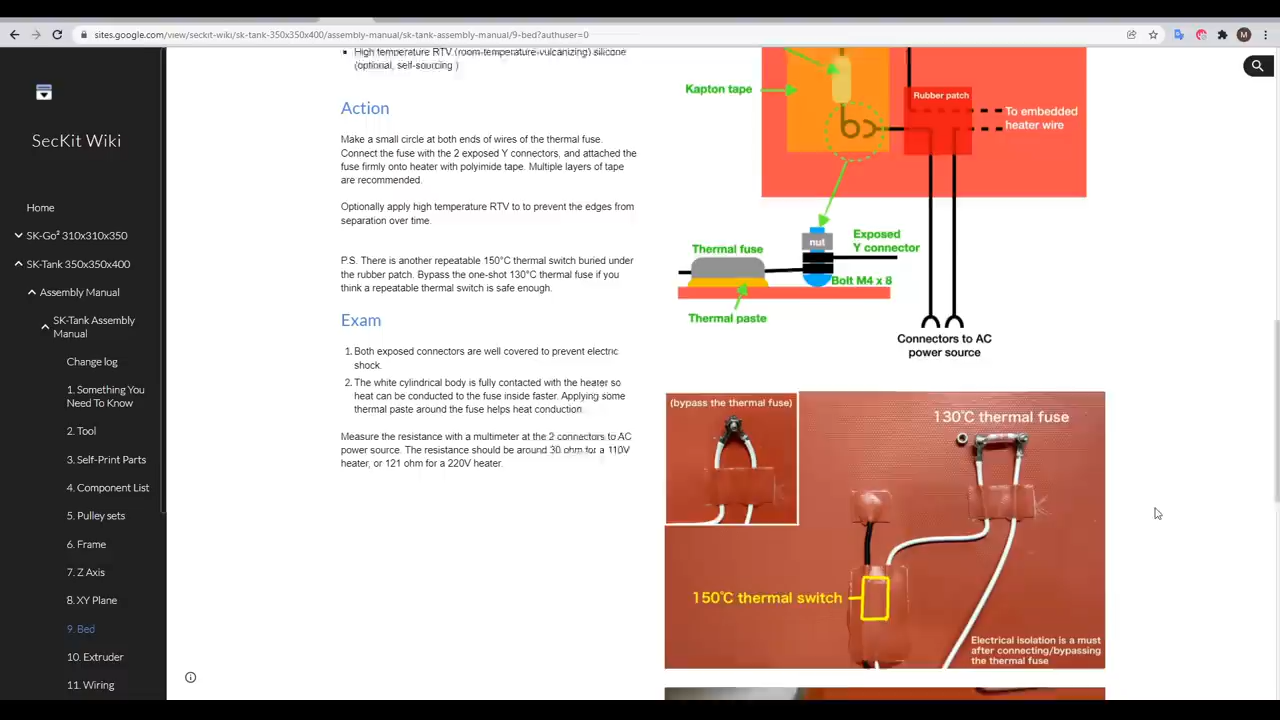 sites.google.com/view/seckit-wiki/sk-tank-350x350x400/assembly-manual/sk-tank-assembly-manual/9-bed?authuser=0
M
SecKit Wiki
Home
SK-Go² 310x310x350
SK-Tank 350x350x400
Assembly Manual
SK-Tank Assembly
Manual
Change log
1. Something You
Need To Know
2. Tool
3. Self-Print Parts
4. Component List
5. Pulley sets
6. Frame
7. Z Axis
8. XY Plane
9. Bed
10. Extruder
11. Wiring
High temperature RTV (room-temperature-vulcanizing) silicone
(optional, self-sourcing )
Action
Make a small circle at both ends of wires of the thermal fuse.
Connect the fuse with the 2 exposed Y connectors, and attached the
fuse firmly onto heater with polyimide tape. Multiple layers of tape
are recommended.
Optionally apply high temperature RTV to to prevent the edges from
separation over time.
P.S. There is another repeatable 150°C thermal switch buried under
the rubber patch. Bypass the one-shot 130°C thermal fuse if you
think a repeatable thermal switch is safe enough.
Exam
1. Both exposed connectors are well covered to prevent electric
shock.
2. The white cylindrical body is fully contacted with the heater so
heat can be conducted to the fuse inside faster. Applying some
thermal paste around the fuse helps heat conduction.
Measure the resistance with a multimeter at the 2 connectors to AC
power source. The resistance should be around 30 ohm for a 110V
heater, or 121 ohm for a 220V heater.
Kapton tape
Rubber patch
To embedded
heater wire
Thermal fuse
nut
Exposed
Y connector
Bolt M4 x 8
Thermal paste
Connectors to AC
power source
(bypass the thermal fuse)
130℃ thermal fuse
150℃ thermal switch
Electrical isolation is a must
after connecting/bypassing
the thermal fuse